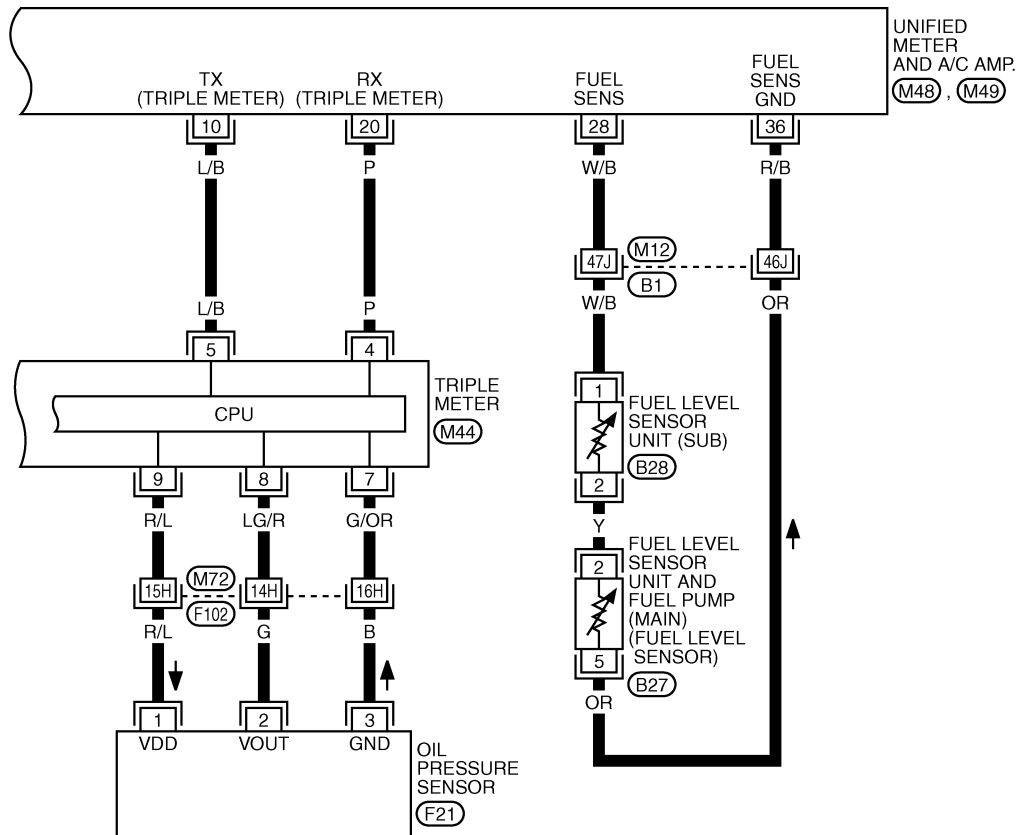 UNIFIED
METER
AND A/C AMP.
M48 , M49
TX
(TRIPLE METER)
RX
(TRIPLE METER)
FUEL
SENS
FUEL
SENS
GND
10
20
28
36
L/B
P
W/B
R/B
47J
M12
B1
46J
L/B
P
W/B
OR
5
4
TRIPLE
METER
M44
CPU
1
FUEL LEVEL
SENSOR
UNIT (SUB)
B28
2
9
8
7
R/L
LG/R
G/OR
Y
2
FUEL LEVEL
SENSOR
UNIT AND
FUEL PUMP
(MAIN)
(FUEL LEVEL
SENSOR)
5
B27
15H
M72
F102
14H
16H
R/L
G
B
OR
1
2
3
VDD
VOUT
GND
OIL
PRESSURE
SENSOR
F21